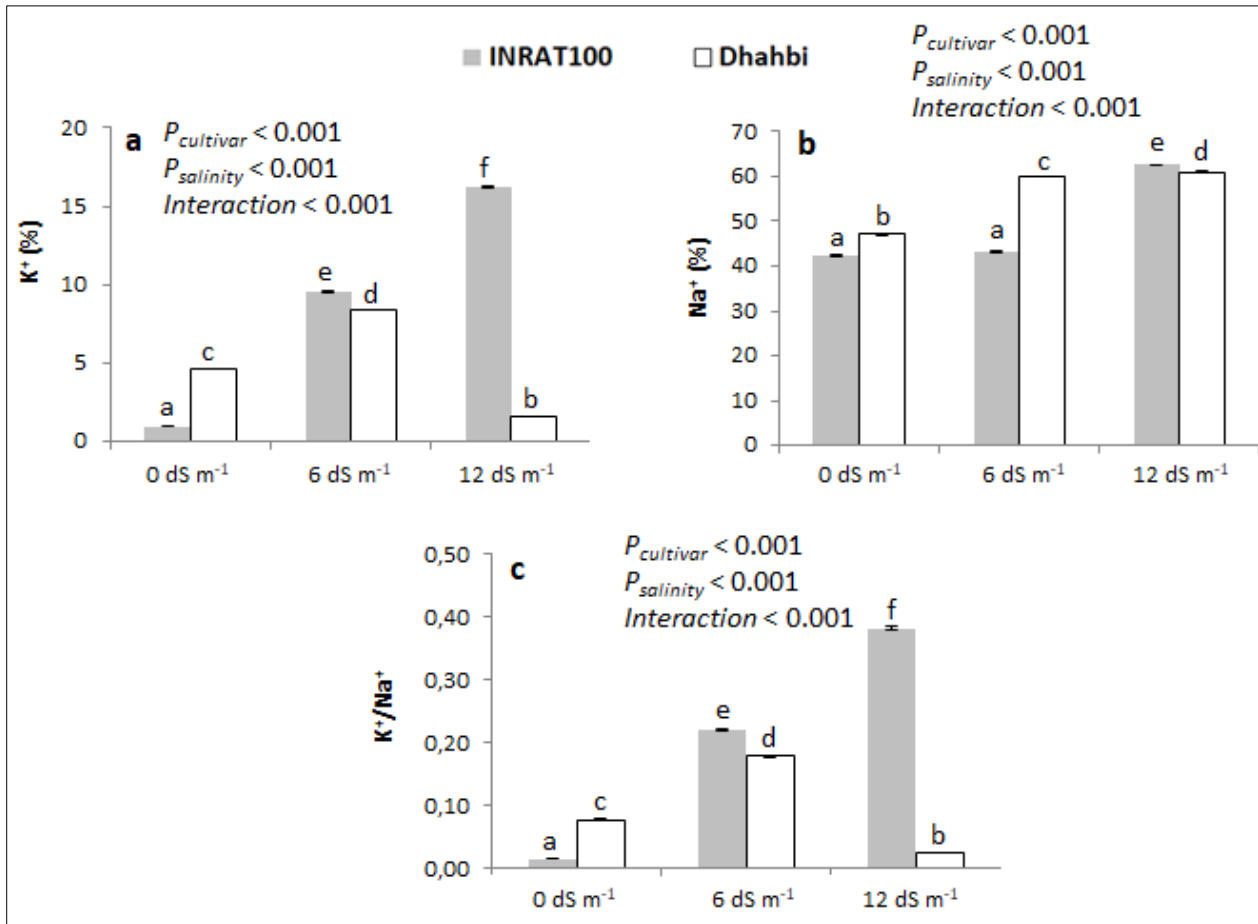 INRAT100 Dhahbi
P_cultivar < 0.001
P_salinity < 0.001
Interaction < 0.001
a
P_cultivar < 0.001
P_salinity < 0.001
Interaction < 0.001
K⁺ (%)
20
15
10
5
0
a
c
e
d
f
b
0 dS m⁻¹ 6 dS m⁻¹ 12 dS m⁻¹
b
Na⁺ (%)
70
60
50
40
30
20
10
0
a
b
a
c
e
d
0 dS m⁻¹ 6 dS m⁻¹ 12 dS m⁻¹
c
P_cultivar < 0.001
P_salinity < 0.001
Interaction < 0.001
K⁺/Na⁺
0,50
0,40
0,30
0,20
0,10
0,00
a
c
e
d
f
b
0 dS m⁻¹ 6 dS m⁻¹ 12 dS m⁻¹